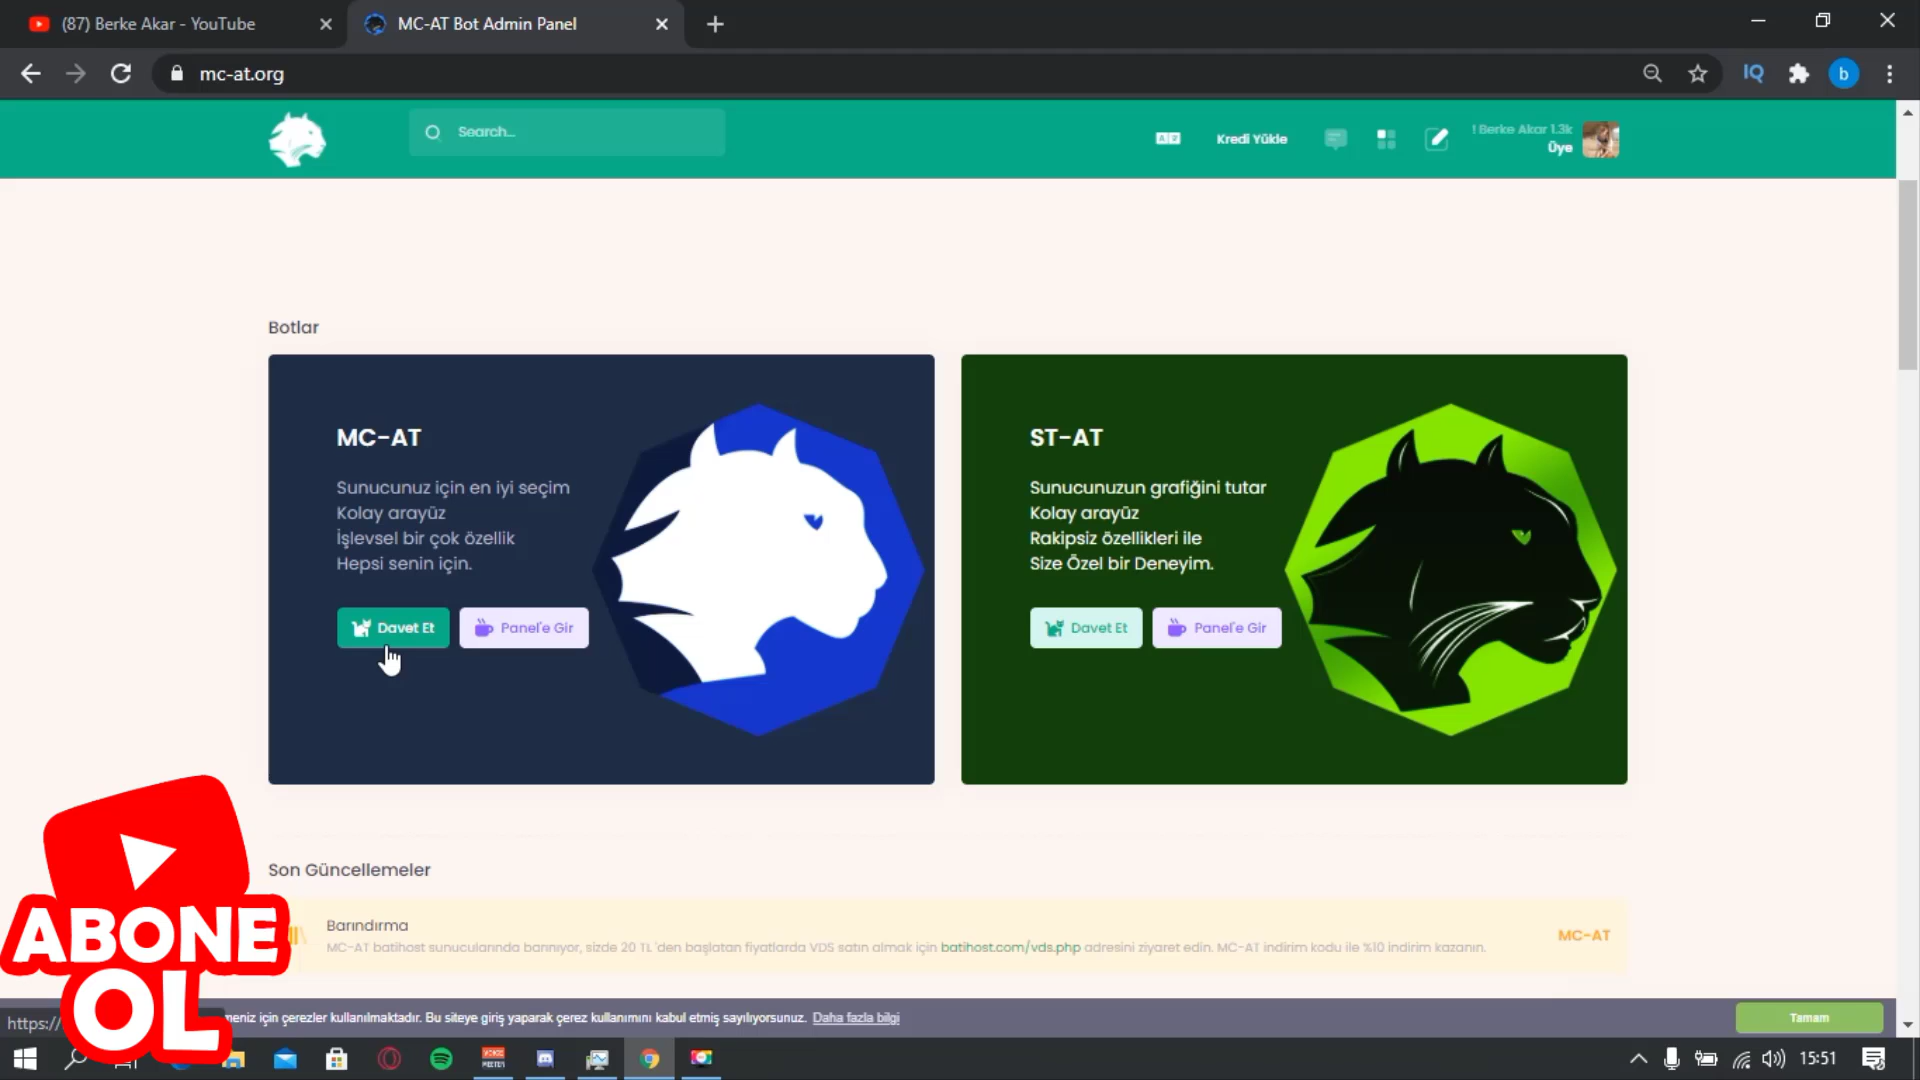 (87) Berke Akar - YouTube
MC-AT Bot Admin Panel
mc-at.org
IQ
b
Search...
Kredi Yükle
! Berke Akar 1.3k
Üye
Botlar
MC-AT
Sunucunuz için en iyi seçim
Kolay arayüz
İşlevsel bir çok özellik
Hepsi senin için.
Davet Et
Panel'e Gir
ST-AT
Sunucunuzun grafiğini tutar
Kolay arayüz
Rakipsiz özellikleri ile
Size Özel bir Deneyim.
Davet Et
Panel'e Gir
Son Güncellemeler
Barındırma
MC-AT batihost sunucularında barınıyor, sizde 20 TL 'den başlatan fiyatlarda VDS satın almak için batihost.com/vds.php adresini ziyaret edin. MC-AT indirim kodu ile %10 indirim kazanın.
MC-AT
ABONE
OL
https://
meniz için çerezler kullanılmaktadır. Bu siteye giriş yaparak çerez kullanımını kabul etmiş sayılıyorsunuz. Daha fazla bilgi
Tamam
15:51